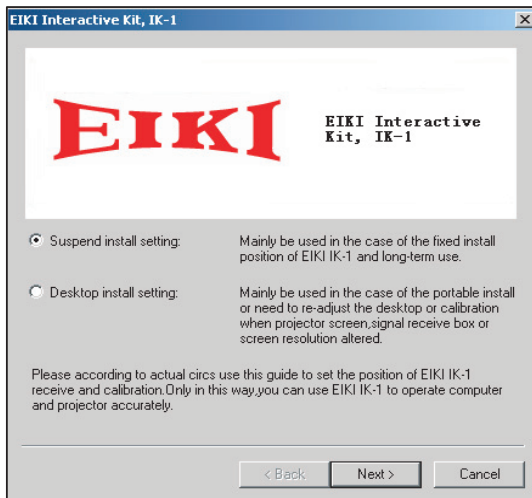 EIKI Interactive Kit, IK-1
EIKI
EIKI Interactive
Kit, IK-1
Suspend install setting:
Mainly be used in the case of the fixed install
position of EIKI IK-1 and long-term use.
Desktop install setting:
Mainly be used in the case of the portable install
or need to re-adjust the desktop or calibration
when projector screen,signal receive box or
screen resolution altered.
Please according to actual circs use this guide to set the position of EIKI IK-1
receive and calibration.Only in this way,you can use EIKI IK-1 to operate computer
and projector accurately.
< Back
Next >
Cancel